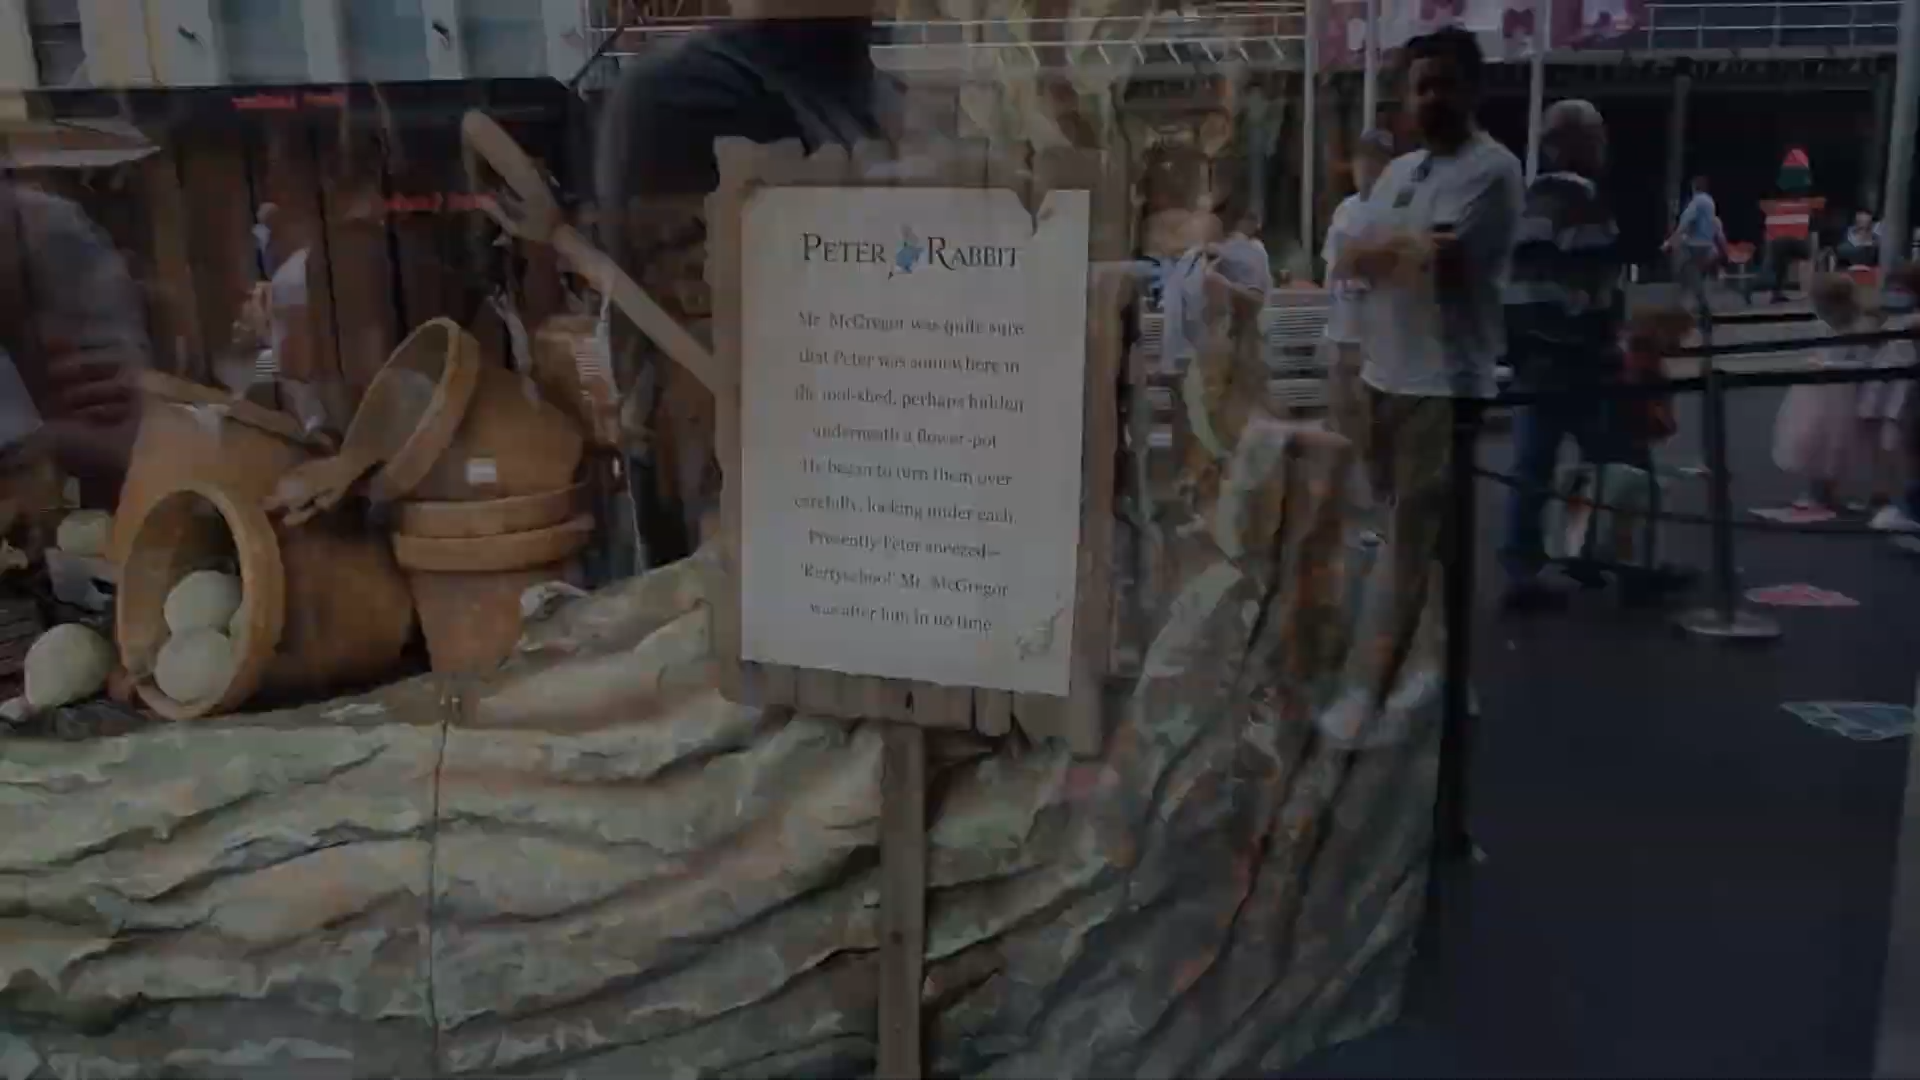 PETER RABBIT
Mr. McGregor was quite sure
that Peter was somewhere in
the tool-shed, perhaps hidden
underneath a flower-pot
He began to turn them over
carefully, looking under each.
Presently Peter sneezed—
'Kertyschoo!' Mr. McGregor
was after him in no time